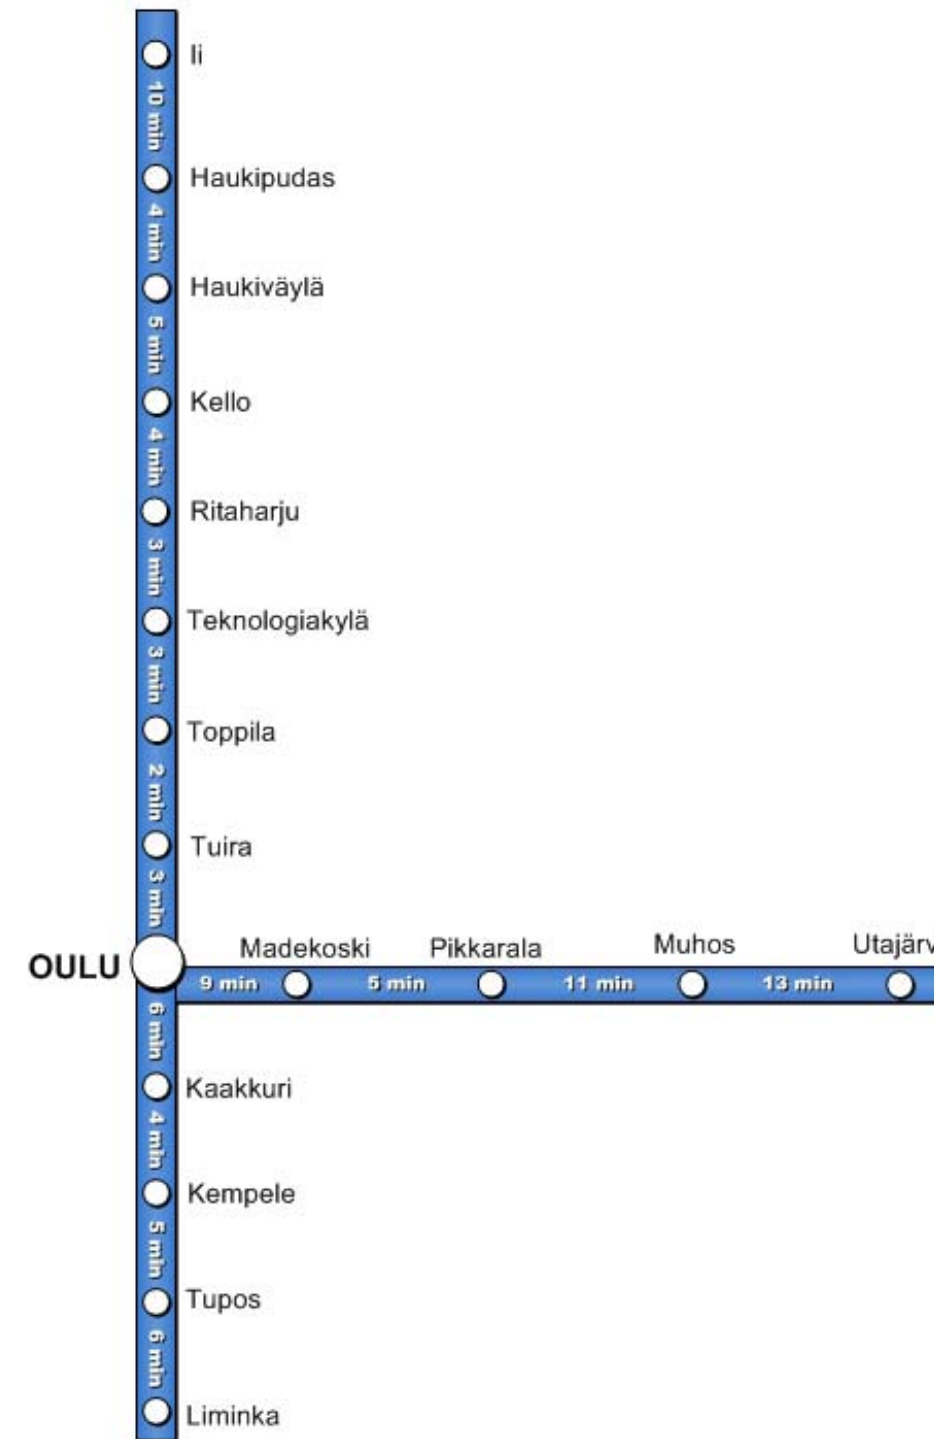 Ii
10 min
Haukipudas
4 min
Haukiväylä
5 min
Kello
4 min
Ritaharju
3 min
Teknologiakylä
3 min
Toppila
2 min
Tuira
3 min
OULU
Madekoski Pikkarala Muhos Utajärv
9 min 5 min 11 min 13 min
6 min
Kaakkuri
4 min
Kempele
5 min
Tupos
6 min
Liminka